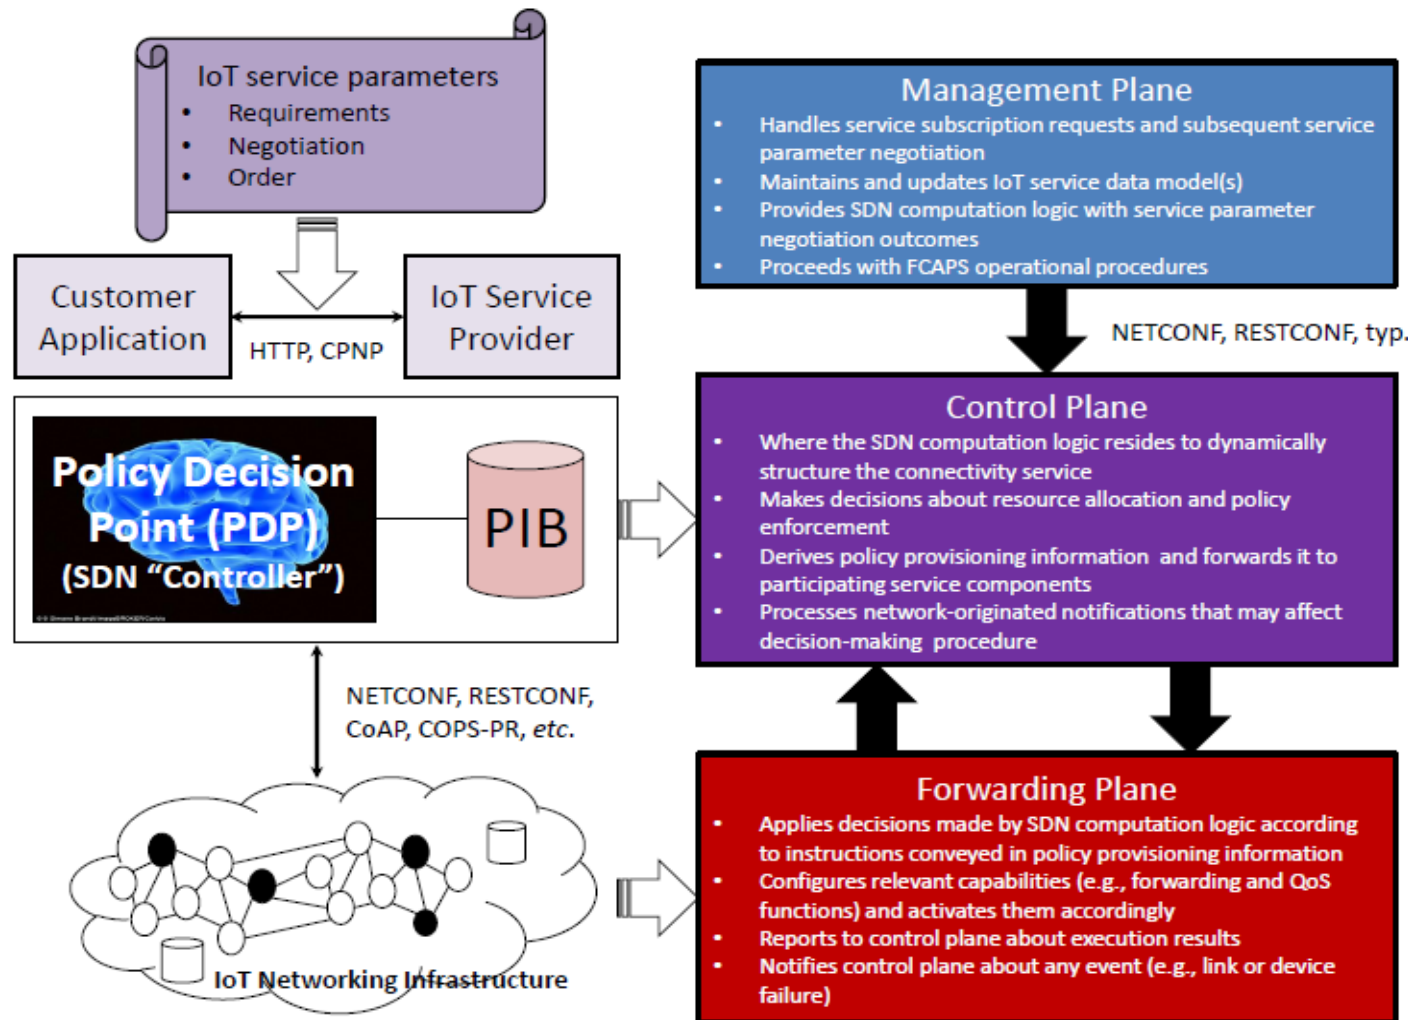 IoT service parameters
• Requirements
• Negotiation
• Order
Customer
Application
HTTP, CPNP
IoT Service
Provider
Policy Decision
Point (PDP)
(SDN “Controller”)
PIB
NETCONF, RESTCONF,
CoAP, COPS-PR, etc.
IoT Networking Infrastructure
Management Plane
• Handles service subscription requests and subsequent service
parameter negotiation
• Maintains and updates IoT service data model(s)
• Provides SDN computation logic with service parameter
negotiation outcomes
• Proceeds with FCAPS operational procedures
NETCONF, RESTCONF, typ.
Control Plane
• Where the SDN computation logic resides to dynamically
structure the connectivity service
• Makes decisions about resource allocation and policy
enforcement
• Derives policy provisioning information and forwards it to
participating service components
• Processes network-originated notifications that may affect
decision-making procedure
Forwarding Plane
• Applies decisions made by SDN computation logic according
to instructions conveyed in policy provisioning information
• Configures relevant capabilities (e.g., forwarding and QoS
functions) and activates them accordingly
• Reports to control plane about execution results
• Notifies control plane about any event (e.g., link or device
failure)